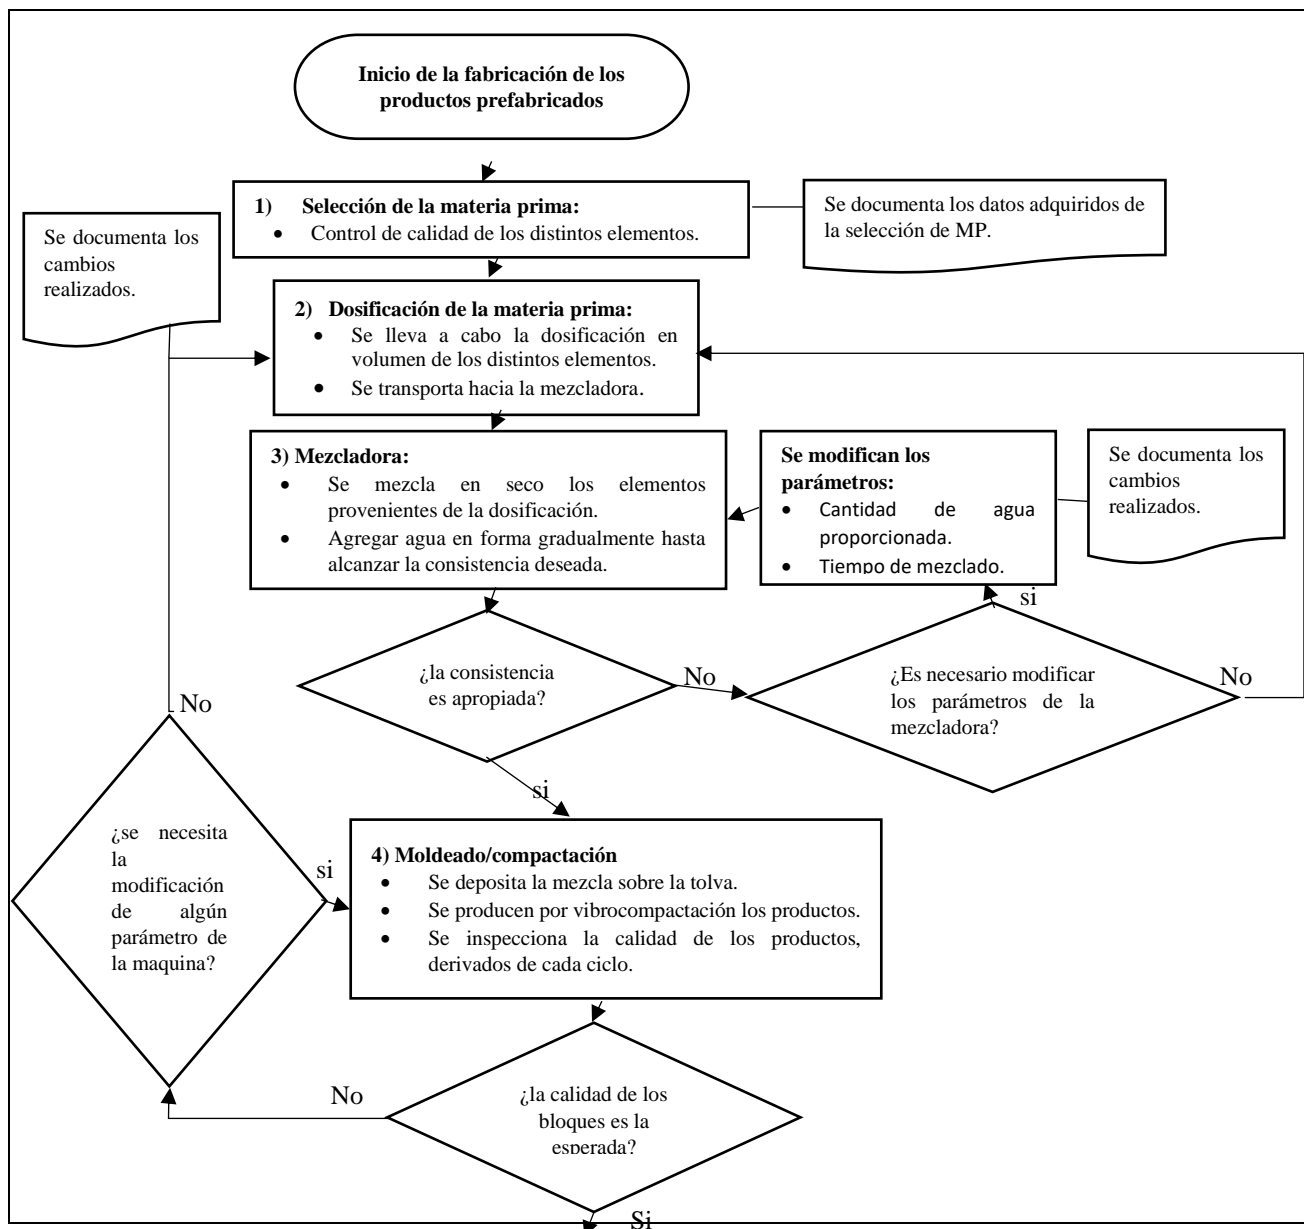 Inicio de la fabricación de los
productos prefabricados
1) Selección de la materia prima:
• Control de calidad de los distintos elementos.
Se documenta los datos adquiridos de
la selección de MP.
Se documenta los
cambios
realizados.
2) Dosificación de la materia prima:
• Se lleva a cabo la dosificación en
volumen de los distintos elementos.
• Se transporta hacia la mezcladora.
3) Mezcladora:
• Se mezcla en seco los elementos
provenientes de la dosificación.
• Agregar agua en forma gradualmente hasta
alcanzar la consistencia deseada.
Se modifican los
parámetros:
• Cantidad de agua
proporcionada.
• Tiempo de mezclado.
Se documenta los
cambios
realizados.
si
¿la consistencia
es apropiada?
No
¿Es necesario modificar
los parámetros de la
mezcladora?
No
No
si
¿se necesita
la
modificación
de algún
parámetro de
la maquina?
si
4) Moldeado/compactación
• Se deposita la mezcla sobre la tolva.
• Se producen por vibrocompactación los productos.
• Se inspecciona la calidad de los productos,
derivados de cada ciclo.
No
¿la calidad de los
bloques es la
esperada?
Si